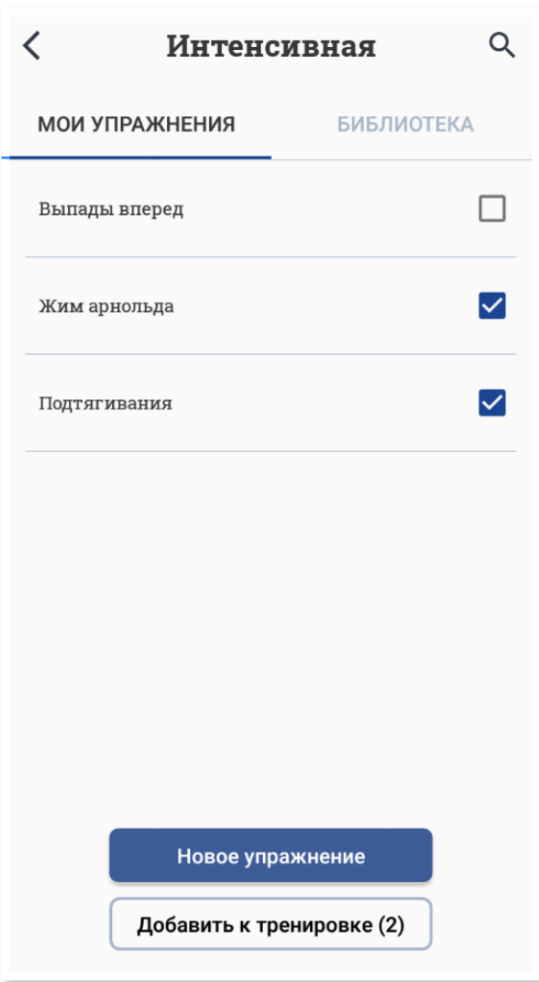 Интенсивная
МОИ УПРАЖНЕНИЯ БИБЛИОТЕКА
Выпады вперед
Жим арнольда
Подтягивания
Новое упражнение
Добавить к тренировке (2)